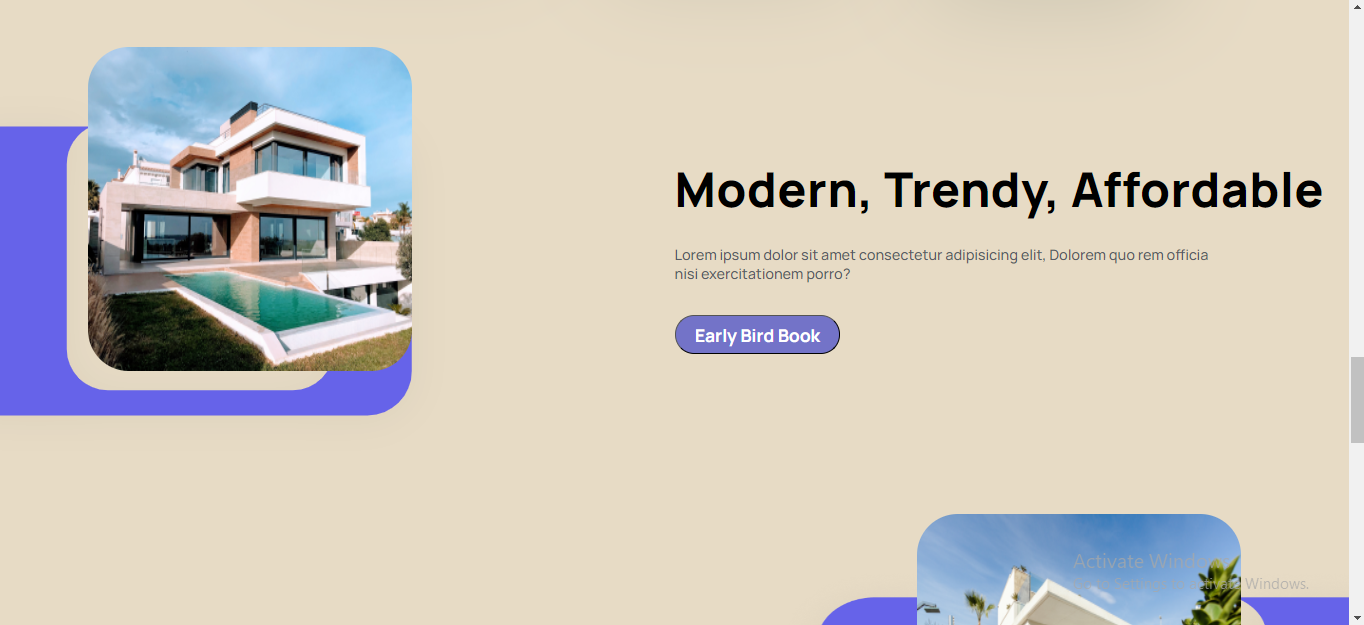 Modern, Trendy, Affordable
Lorem ipsum dolor sit amet consectetur adipisicing elit, Dolorem quo rem officia
nisi exercitationem porro?
Early Bird Book
Activate Windows
Windows.